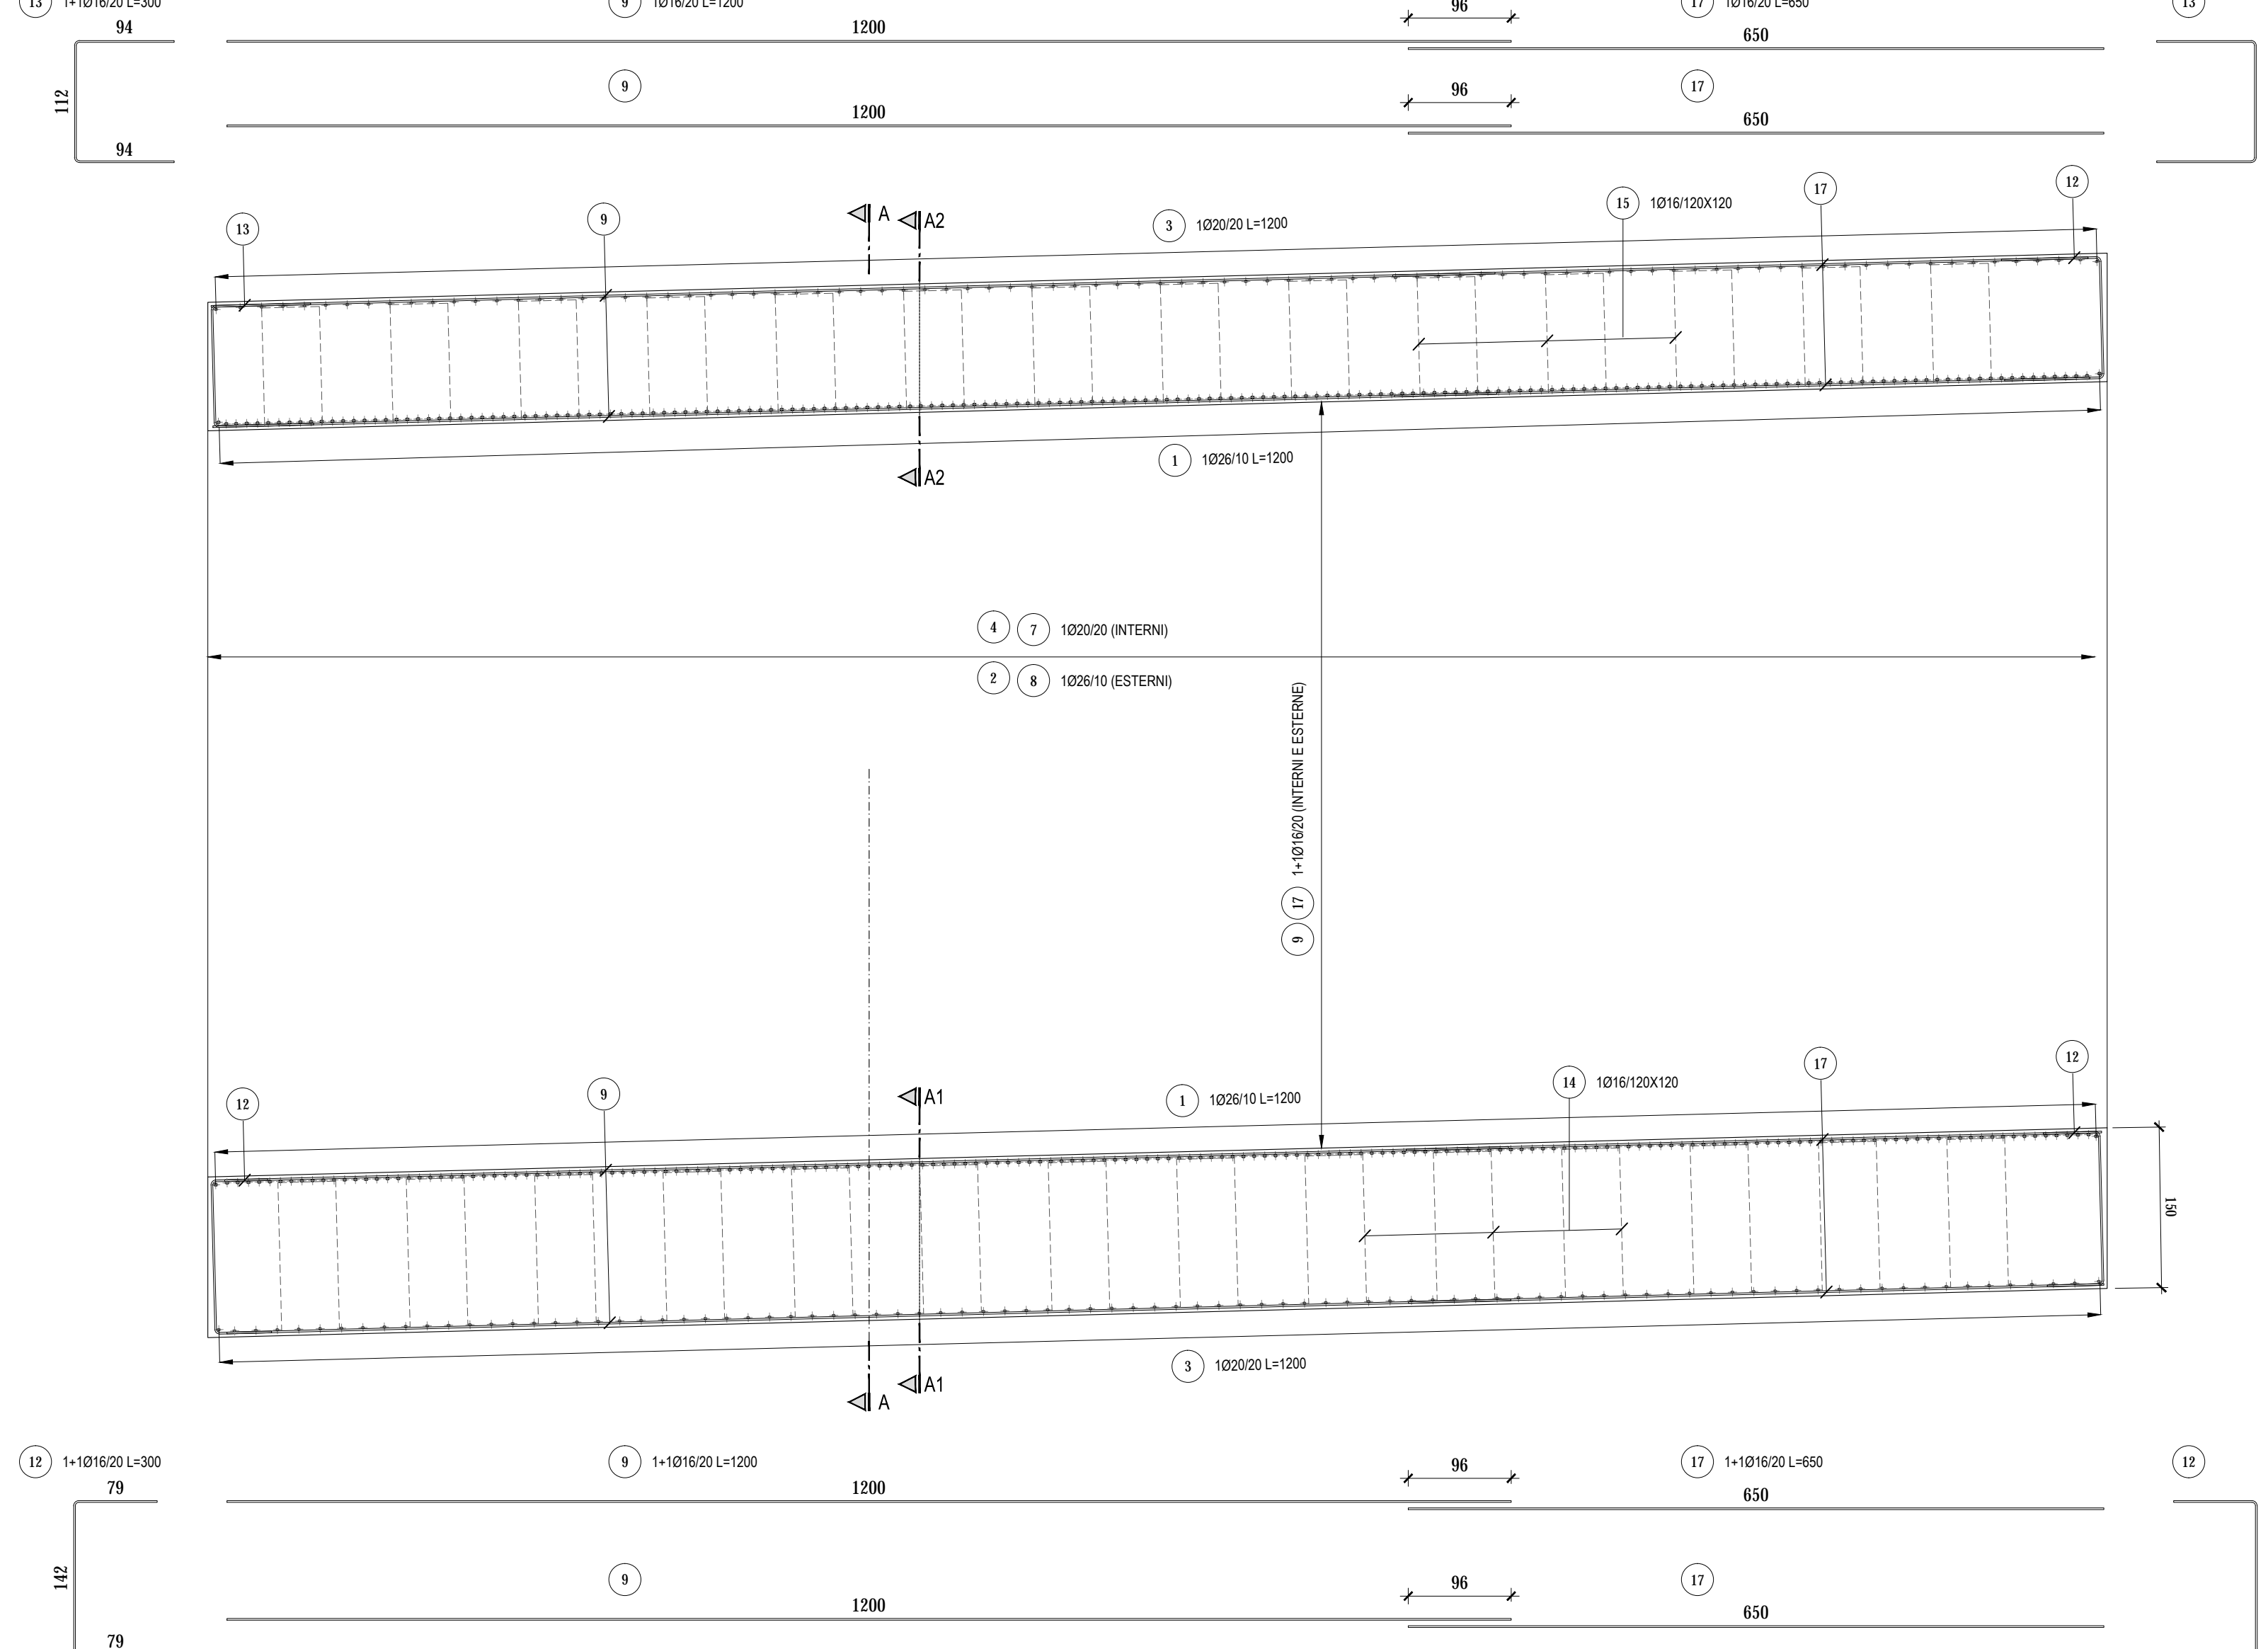 13 1+1Ø16/20 L=300
9 1Ø16/20 L=1200
96
17 1Ø16/20 L=650
13
94
1200
650
112
9
96
17
1200
650
94
13
9
A
A2
3 1Ø20/20 L=1200
15 1Ø16/120X120
17
12
1 1Ø26/10 L=1200
A2
4 7 1Ø20/20 (INTERNI)
2 8 1Ø26/10 (ESTERNI)
9 17 1+1Ø16/20 (INTERNI E ESTERNE)
12
9
A1
1 1Ø26/10 L=1200
14 1Ø16/120X120
17
12
150
3 1Ø20/20 L=1200
A1
A
12 1+1Ø16/20 L=300
9 1+1Ø16/20 L=1200
96
17 1+1Ø16/20 L=650
12
79
1200
650
142
9
96
17
1200
650
79